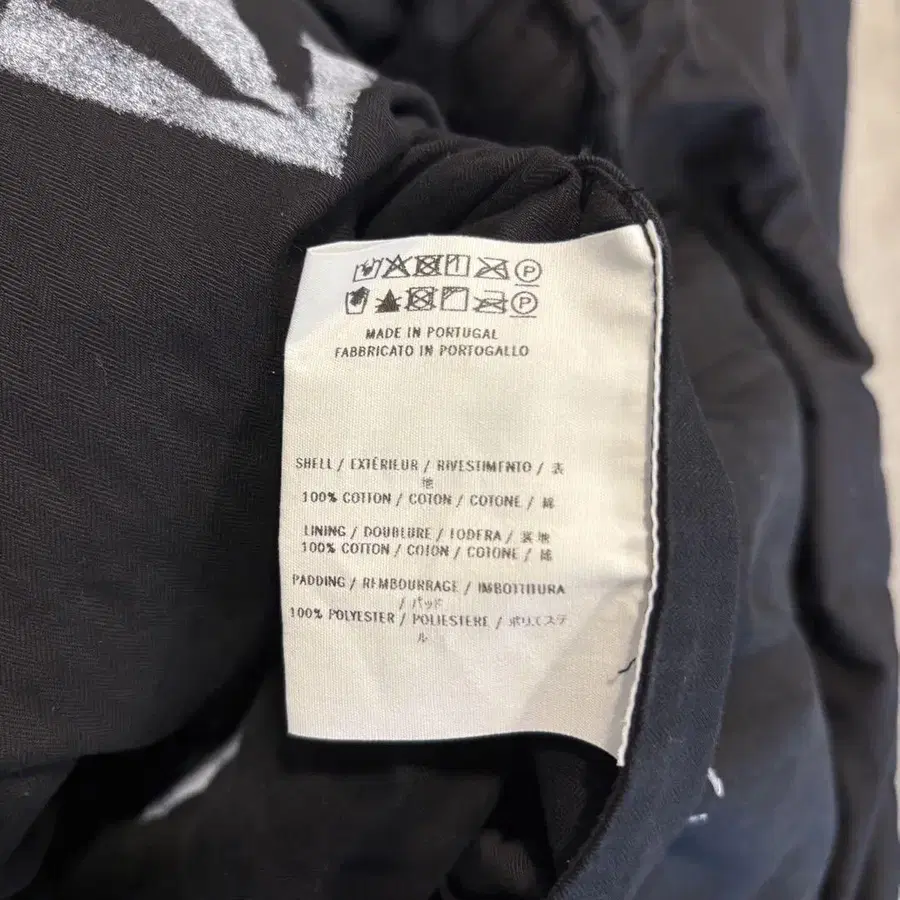 MADE IN PORTUGAL
FABBRICATO IN PORTOGALLO
SHELL / EXTÉRIEUR / RIVESTIMENTO / 表
地
100% COTTON / COTON / COTONE / 綿
LINING / DOUBLURE / FODERA / 裏地
100% COTTON / COTON / COTONE / 綿
PADDING / REMBOURRAGE / IMBOTTITURA
/ パッド
100% POLYESTER / POLIESTERE / ポリエステ
ル